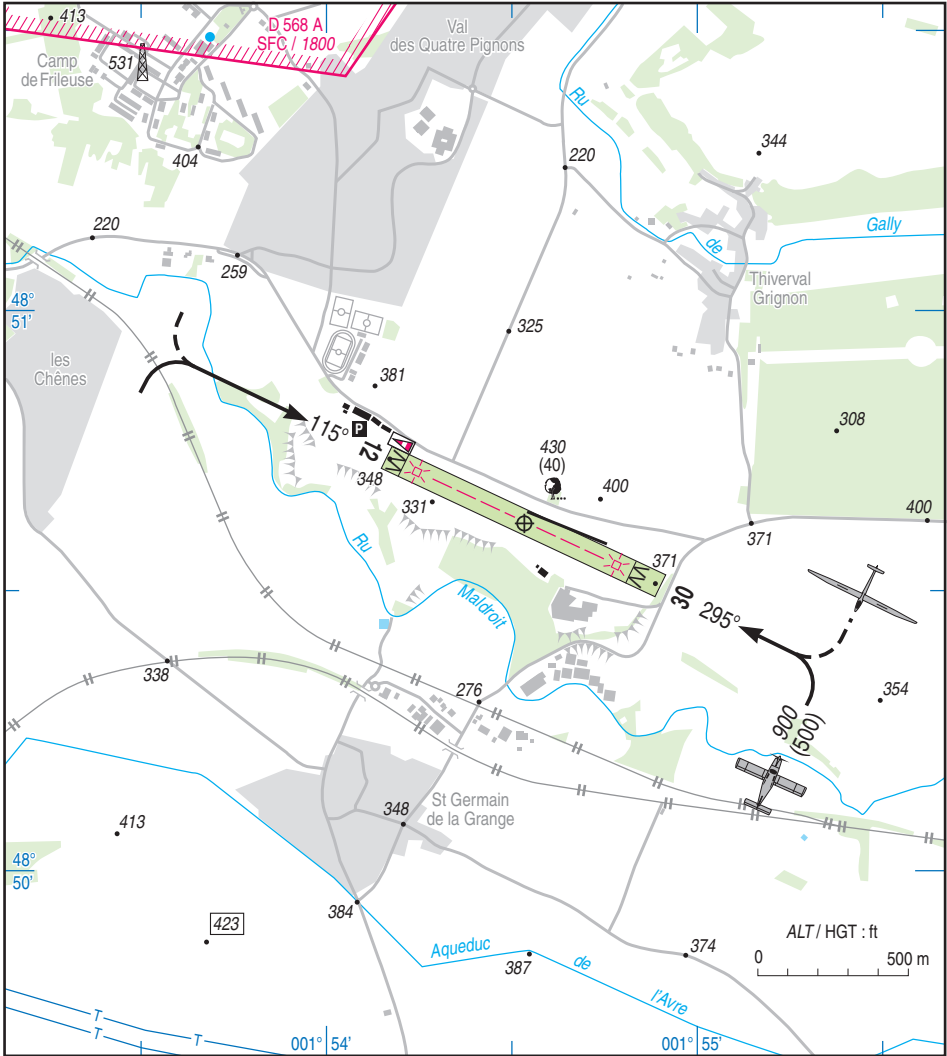 413
D 568 A
SFC / 1800
Val
des Quatre Pignons
531
Camp
de Frileuse
404
Ru
344
220
220
de
Gally
259
Thiverval
Grignon
48°
51'
325
les
Chênes
381
308
115°
P
12
348
430
(40)
400
331
400
371
Ru
371
Maldroit
30
295°
338
276
354
900
(500)
St Germain
de la Grange
348
413
48°
50'
384
423
ALT / HGT : ft
0
500 m
Aqueduc
de
387
374
l'Avre
T
T
T
001° 54'
001° 55'